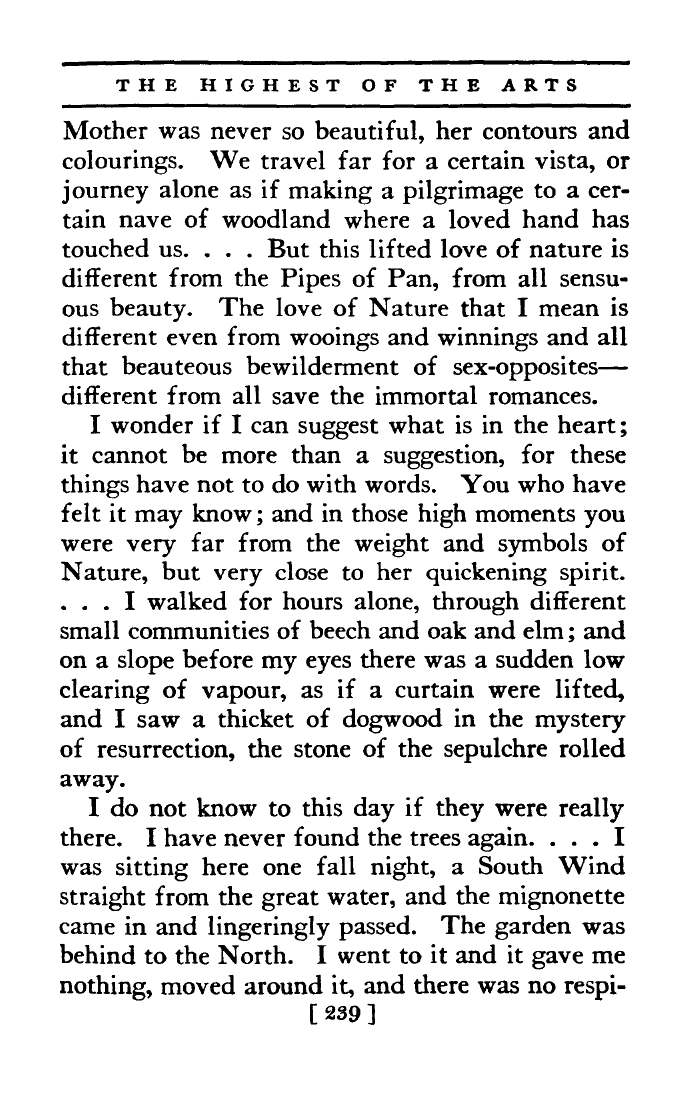 THE HIGHEST OF THE ARTS
Mother was never so beautiful, her contours and
colourings. We travel far for a certain vista, or
journey alone as if making a pilgrimage to a cer-
tain nave of woodland where a loved hand has
touched us. . . . But this lifted love of nature is
different from the Pipes of Pan, from all sensu-
ous beauty. The love of Nature that I mean is
different even from wooings and winnings and all
that beauteous bewilderment of sex-opposites—
different from all save the immortal romances.
I wonder if I can suggest what is in the heart;
it cannot be more than a suggestion, for these
things have not to do with words. You who have
felt it may know; and in those high moments you
were very far from the weight and symbols of
Nature, but very close to her quickening spirit.
. . . I walked for hours alone, through different
small communities of beech and oak and elm; and
on a slope before my eyes there was a sudden low
clearing of vapour, as if a curtain were lifted,
and I saw a thicket of dogwood in the mystery
of resurrection, the stone of the sepulchre rolled
away.
I do not know to this day if they were really
there. I have never found the trees again. . . . I
was sitting here one fall night, a South Wind
straight from the great water, and the mignonette
came in and lingeringly passed. The garden was
behind to the North. I went to it and it gave me
nothing, moved around it, and there was no respi-
[ 239 ]